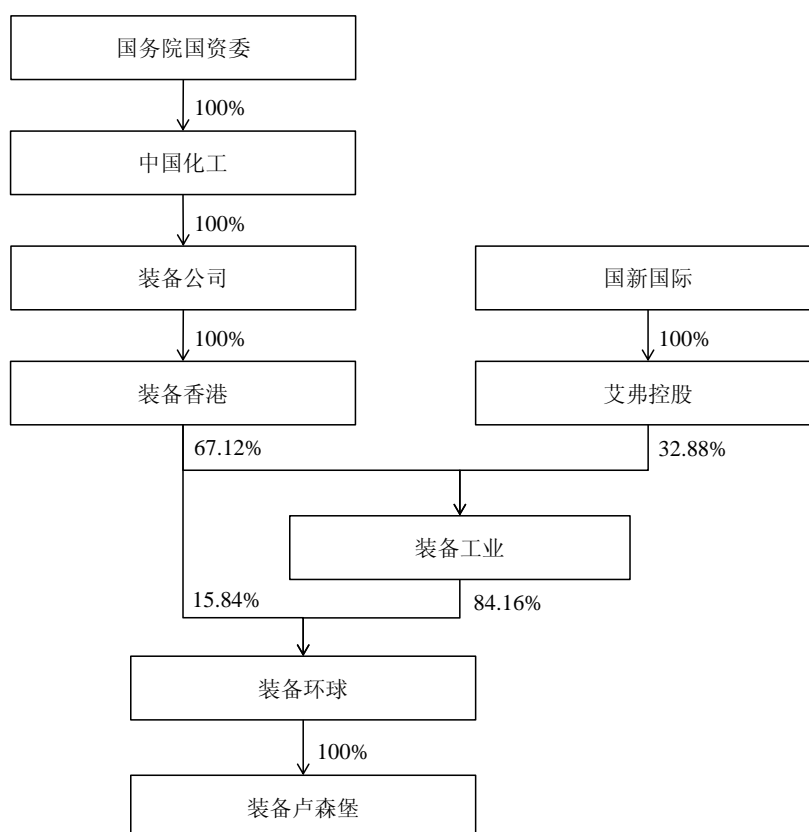 国务院国资委
100%
中国化工
100%
装备公司
国新国际
100%
100%
装备香港
艾弗控股
67.12%
32.88%
装备工业
15.84%
84.16%
装备环球
100%
装备卢森堡